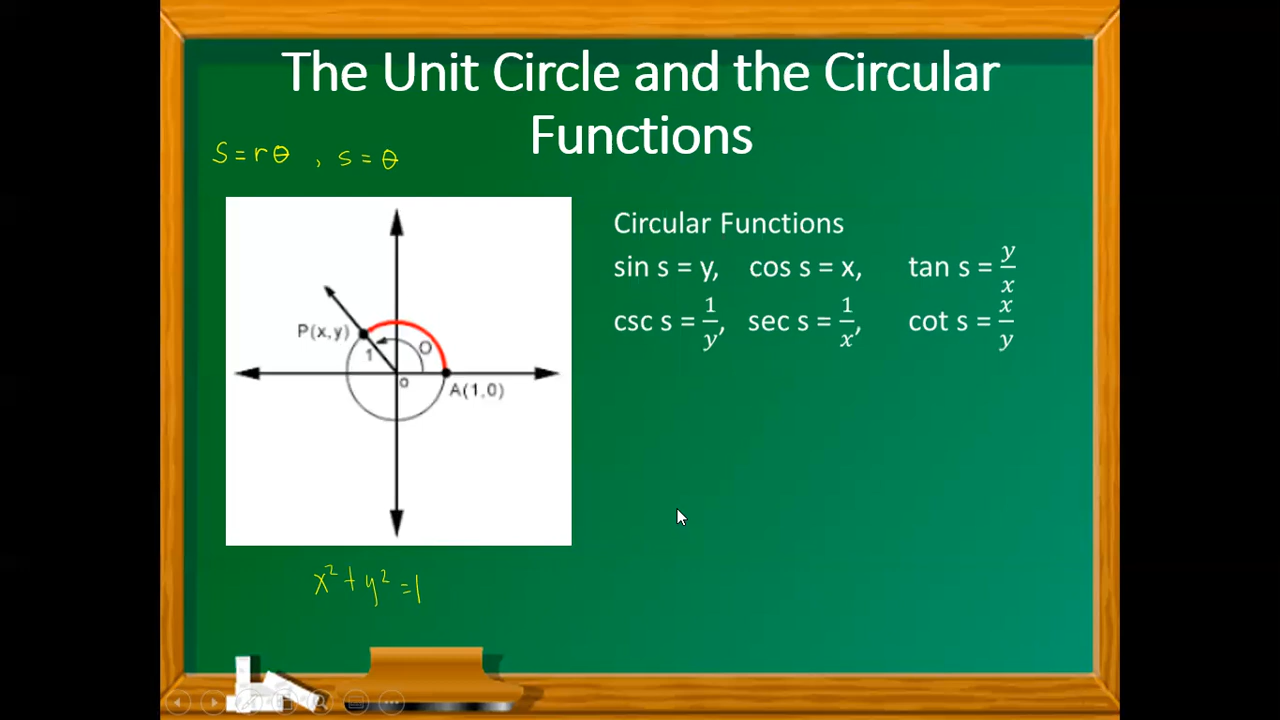 The Unit Circle and the Circular
Functions
S=rθ , s=θ
Circular Functions
sin s = y, cos s = x, tan s = y/x
csc s = 1/y, sec s = 1/x, cot s = x/y
P(x,y)
1
O
o
A(1,0)
x²+y²=1